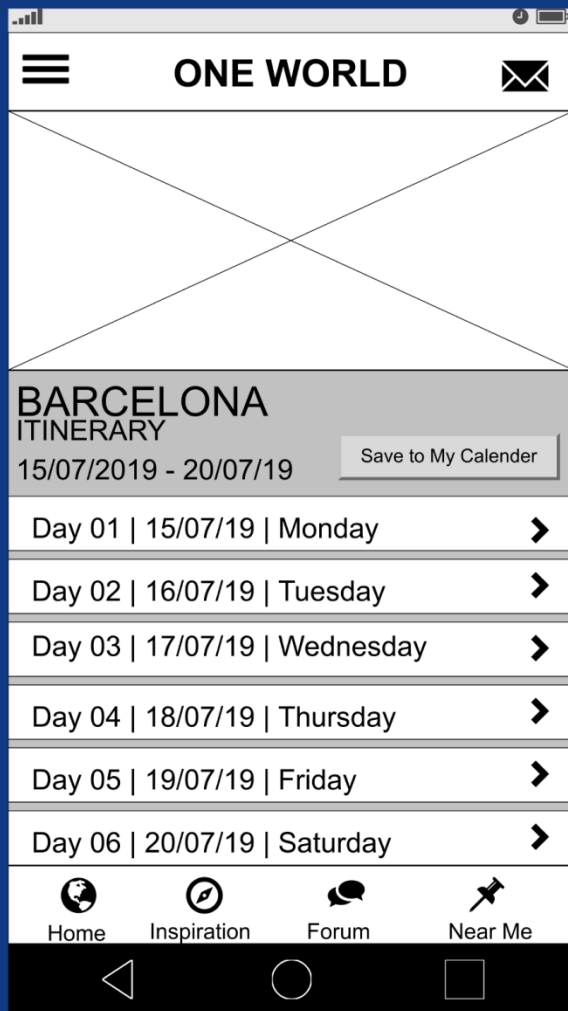 ONE WORLD
BARCELONA
ITINERARY
15/07/2019 - 20/07/19
Save to My Calender
Day 01 | 15/07/19 | Monday
Day 02 | 16/07/19 | Tuesday
Day 03 | 17/07/19 | Wednesday
Day 04 | 18/07/19 | Thursday
Day 05 | 19/07/19 | Friday
Day 06 | 20/07/19 | Saturday
Home Inspiration Forum Near Me